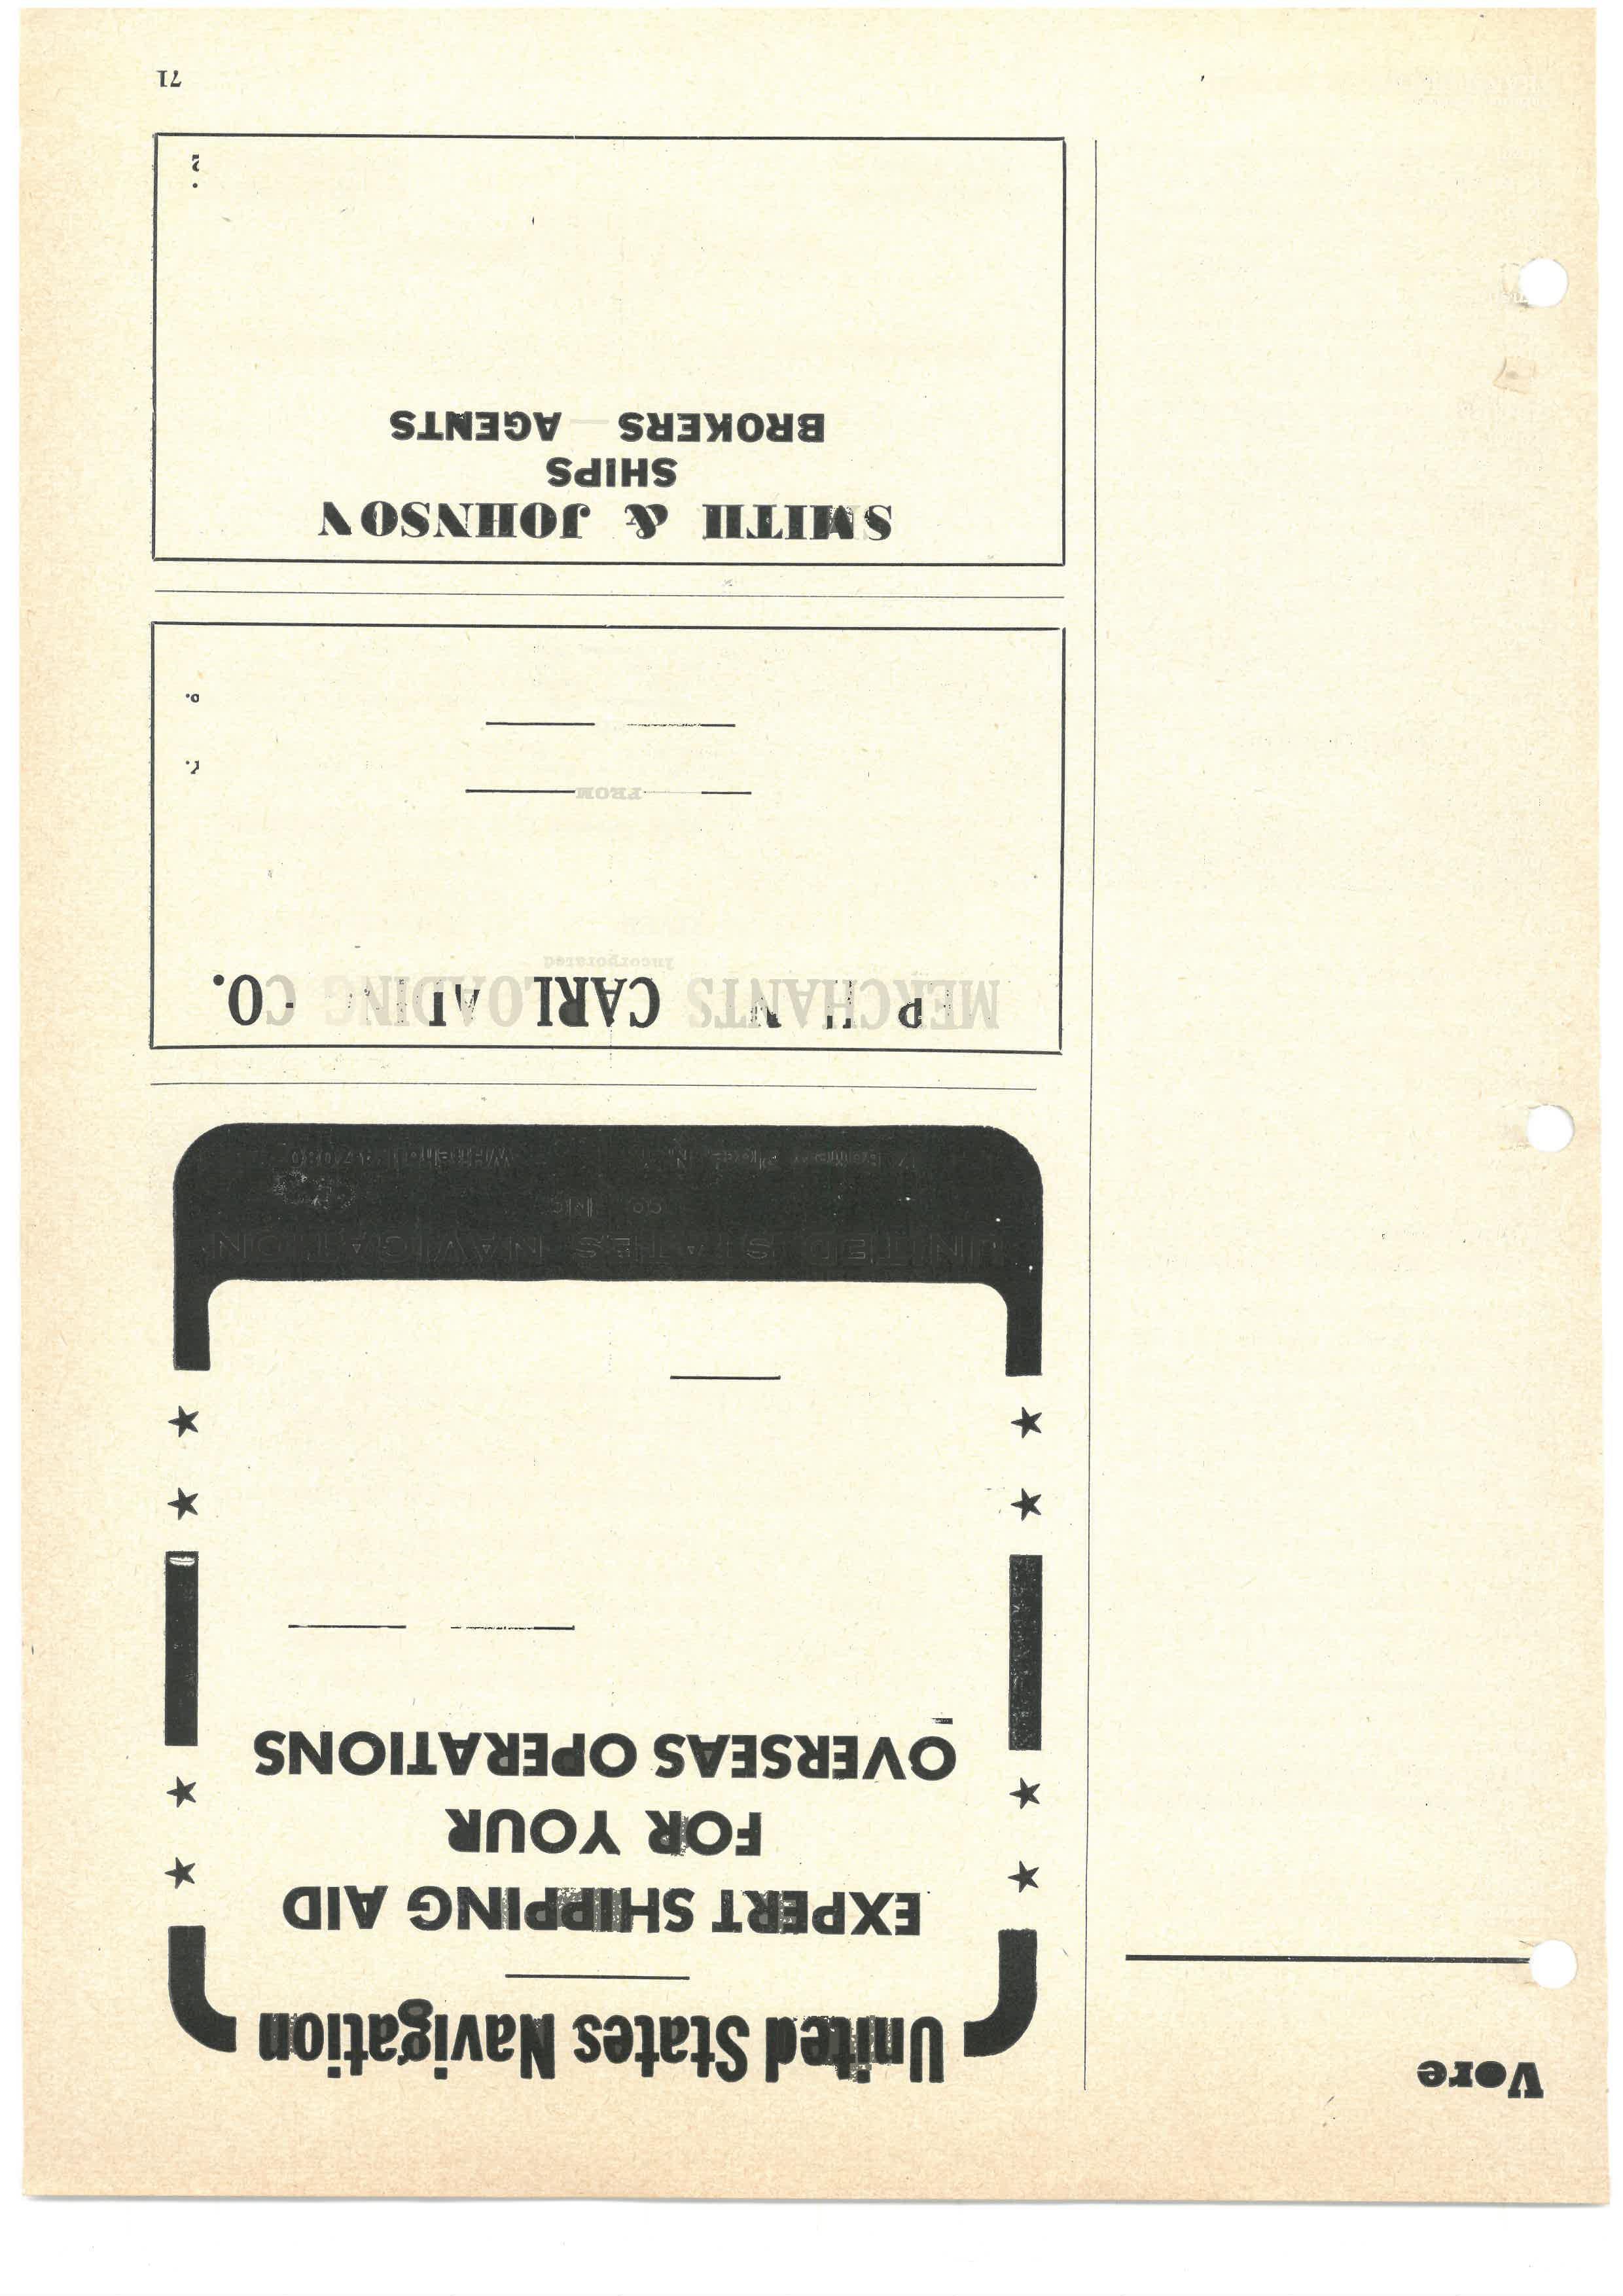 Vere
United States Navigation
EXPERT SHIPPING AID
FOR YOUR
OVERSEAS OPERATIONS
UNITED STATES NAVIGATION
CO. INC.
MERCHANTS CARLOADING CO.
Incorporated
FROM
SMITH & JOHNSON
SHIPS
BROKERS AGENTS
71